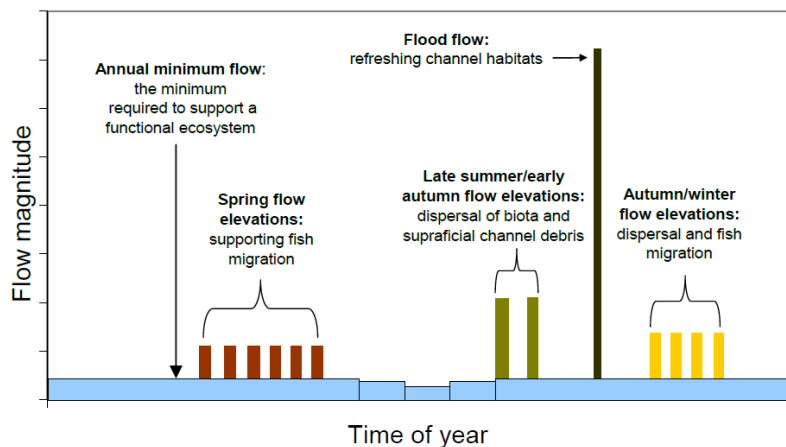 Flood flow:
refreshing channel habitats
Annual minimum flow:
the minimum
required to support a
functional ecosystem
Late summer/early
autumn flow elevations:
dispersal of biota and
supraficial channel debris
Spring flow
elevations:
supporting fish
migration
Autumn/winter
flow elevations:
dispersal and fish
migration
Flow magnitude
Time of year